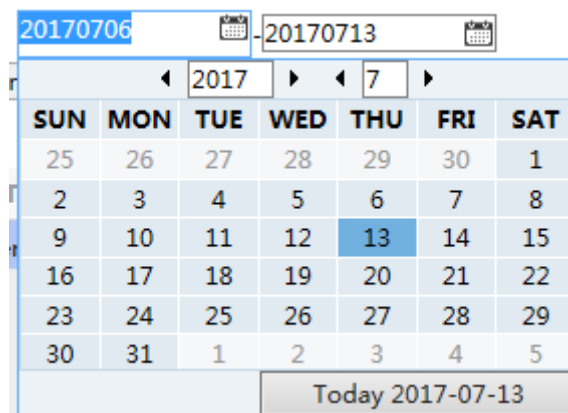 20170706 - 20170713
2017 7
SUN MON TUE WED THU FRI SAT
25 26 27 28 29 30 1
2 3 4 5 6 7 8
9 10 11 12 13 14 15
16 17 18 19 20 21 22
23 24 25 26 27 28 29
30 31 1 2 3 4 5
Today 2017-07-13